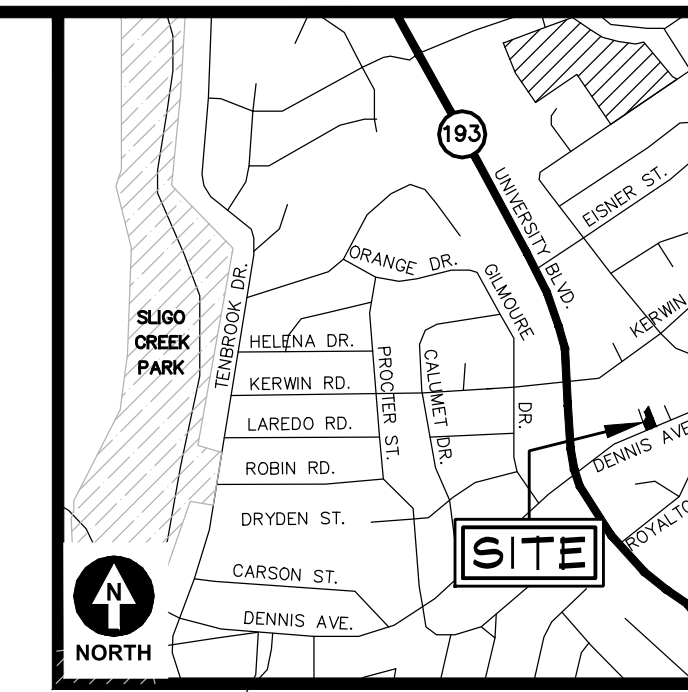 193
UNIVERSITY BLVD.
EISNER ST.
ORANGE DR.
GILMOURE DR.
TENBROOK DR.
SLIGO
CREEK
PARK
HELENA DR.
KERWIN
KERWIN RD.
PROCTER ST.
CALUMET DR.
LAREDO RD.
DENNIS AVE
ROBIN RD.
DRYDEN ST.
SITE
ROYALTO
CARSON ST.
N
NORTH
DENNIS AVE.